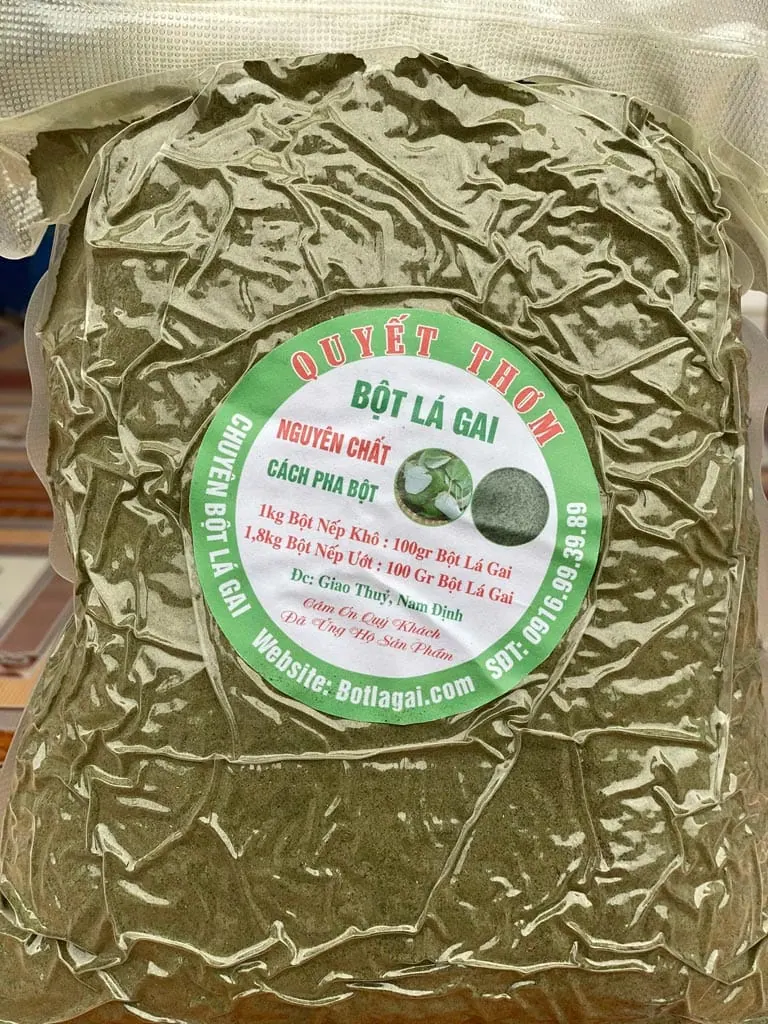 QUYẾT THƠM
BỘT LÁ GAI
NGUYÊN CHẤT
CÁCH PHA BỘT
1kg Bột Nếp Khô : 100gr Bột Lá Gai
1,8kg Bột Nếp Ướt : 100 Gr Bột Lá Gai
Đc: Giao Thuỷ, Nam Định
Cảm Ơn Quý Khách
Đã Ủng Hộ Sản Phẩm
CHUYÊN BỘT LÁ GAI
Website: Botlagai.com
SĐT: 0916.99.39.89